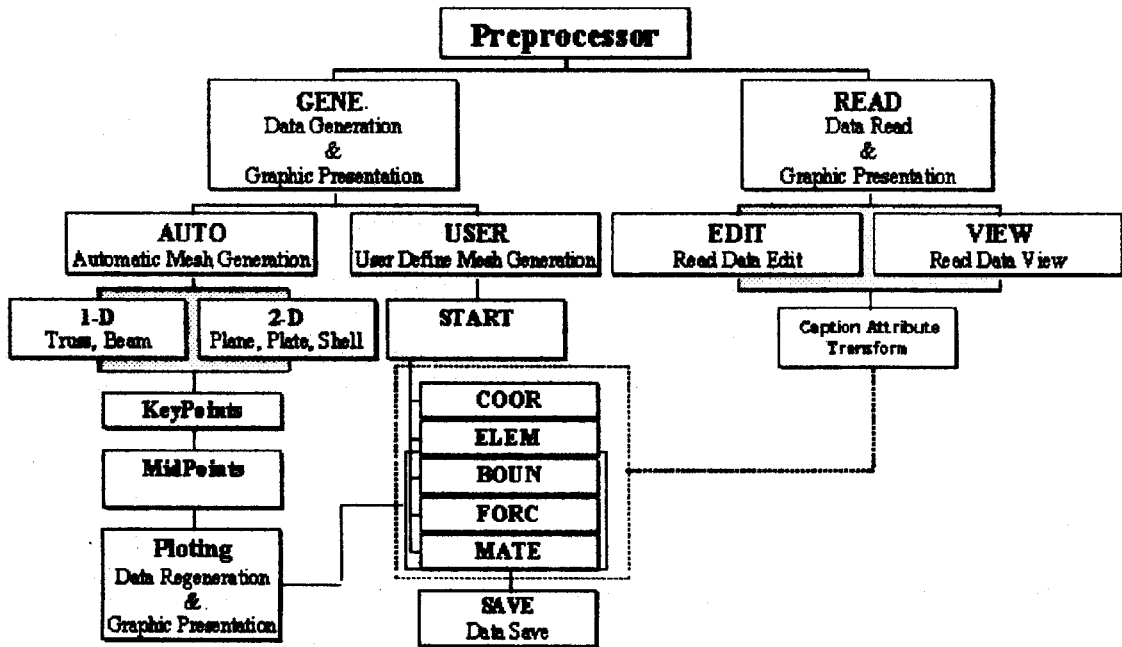 Preprocessor
GENE.
Data Generation
&
Graphic Presentation
READ
Data Read
&
Graphic Presentation
AUTO
Automatic Mesh Generation
USER
User Define Mesh Generation
EDIT
Read Data Edit
VIEW
Read Data View
1-D
Truss, Beam
2-D
Plane, Plate, Shell
START
Caption Attribute
Transform
KeyPoints
MidPoints
Ploting
Data Regeneration
&
Graphic Presentation
COOR
ELEM
BOUN
FORC
MATE
SAVE
Data Save